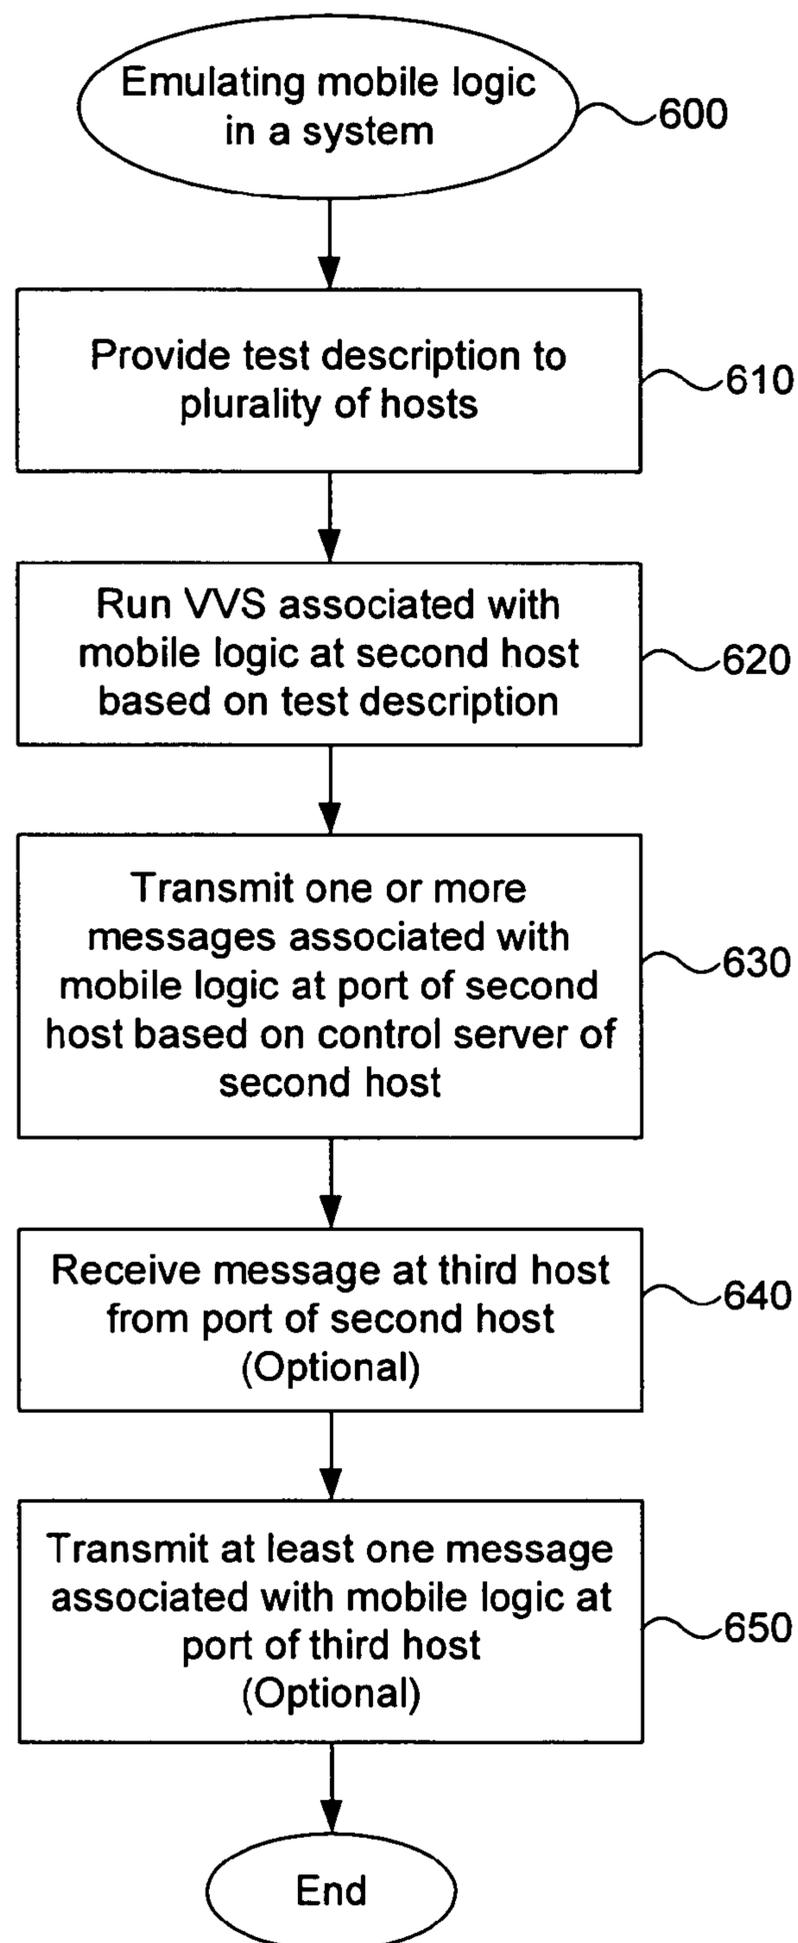 Emulating mobile logic
in a system
600
Provide test description to
plurality of hosts
610
Run VVS associated with
mobile logic at second host
based on test description
620
Transmit one or more
messages associated with
mobile logic at port of second
host based on control server of
second host
630
Receive message at third host
from port of second host
(Optional)
640
Transmit at least one message
associated with mobile logic at
port of third host
(Optional)
650
End